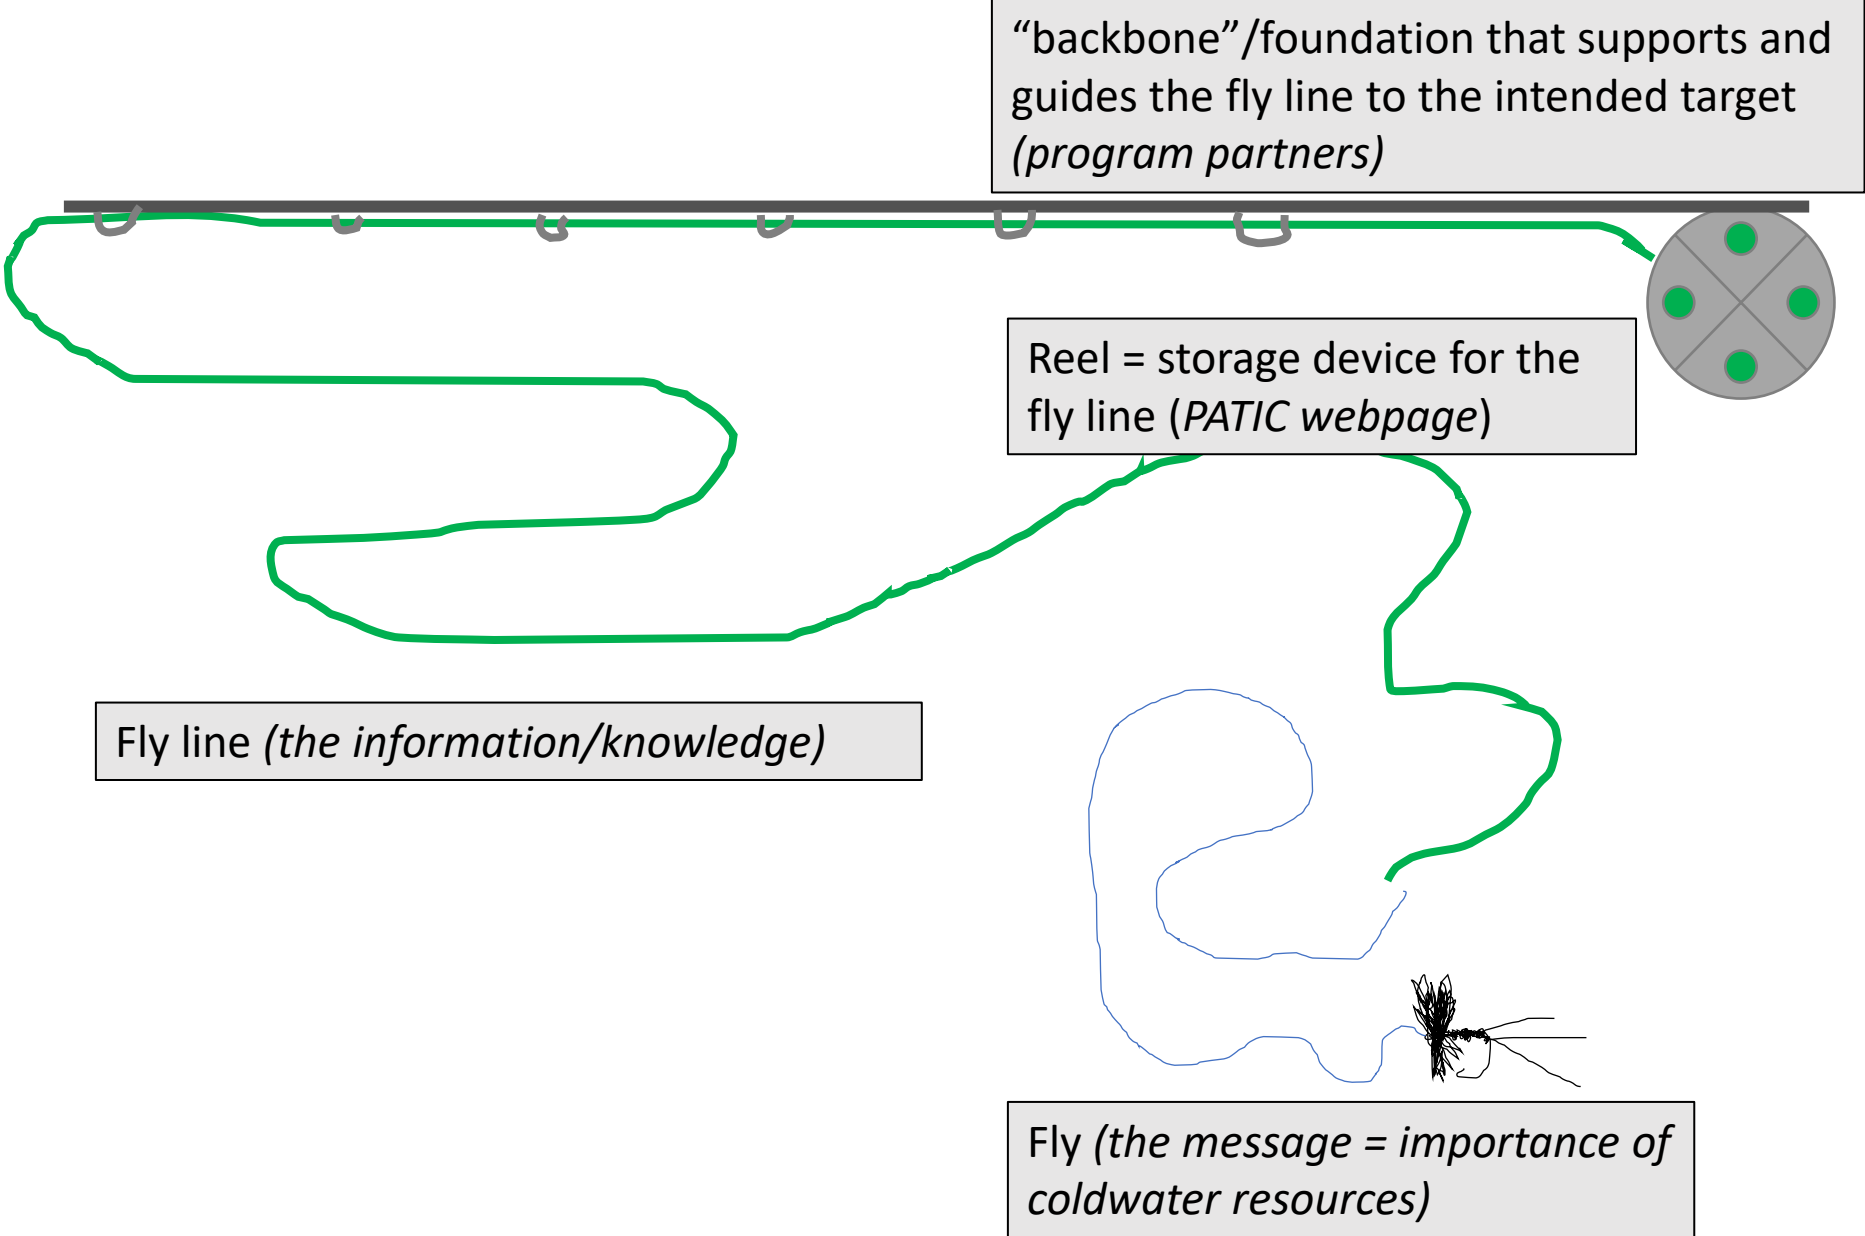 “backbone”/foundation that supports and
guides the fly line to the intended target
(program partners)
Reel = storage device for the
fly line (PATIC webpage)
Fly line (the information/knowledge)
Fly (the message = importance of
coldwater resources)